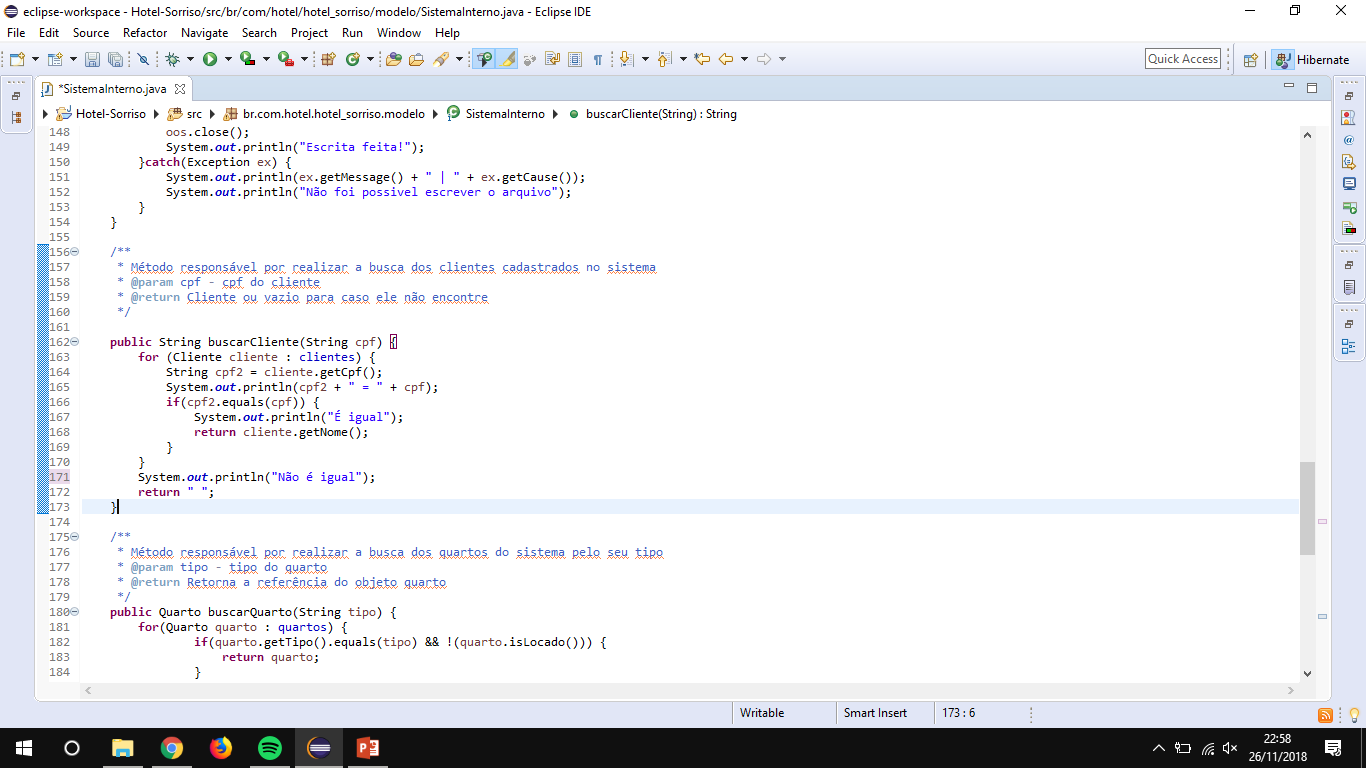 eclipse-workspace - Hotel-Sorriso/src/br/com/hotel/hotel_sorriso/modelo/SistemaInterno.java - Eclipse IDE
File Edit Source Refactor Navigate Search Project Run Window Help
Quick Access
Hibernate
*SistemaInterno.java
Hotel-Sorriso src br.com.hotel.hotel_sorriso.modelo SistemaInterno buscarCliente(String) : String
148             oos.close();
149             System.out.println("Escrita feita!");
150         }catch(Exception ex) {
151             System.out.println(ex.getMessage() + " | " + ex.getCause());
152             System.out.println("Não foi possivel escrever o arquivo");
153         }
154     }
155
156     /**
157      * Método responsável por realizar a busca dos clientes cadastrados no sistema
158      * @param cpf - cpf do cliente
159      * @return Cliente ou vazio para caso ele não encontre
160      */
161
162     public String buscarCliente(String cpf) {
163         for (Cliente cliente : clientes) {
164             String cpf2 = cliente.getCpf();
165             System.out.println(cpf2 + " = " + cpf);
166             if(cpf2.equals(cpf)) {
167                 System.out.println("É igual");
168                 return cliente.getNome();
169             }
170         }
171         System.out.println("Não é igual");
172         return " ";
173     }
174
175     /**
176      * Método responsável por realizar a busca dos quartos do sistema pelo seu tipo
177      * @param tipo - tipo do quarto
178      * @return Retorna a referência do objeto quarto
179      */
180     public Quarto buscarQuarto(String tipo) {
181         for(Quarto quarto : quartos) {
182                 if(quarto.getTipo().equals(tipo) && !(quarto.isLocado())) {
183                     return quarto;
184                 }
Writable Smart Insert 173 : 6
22:58
26/11/2018